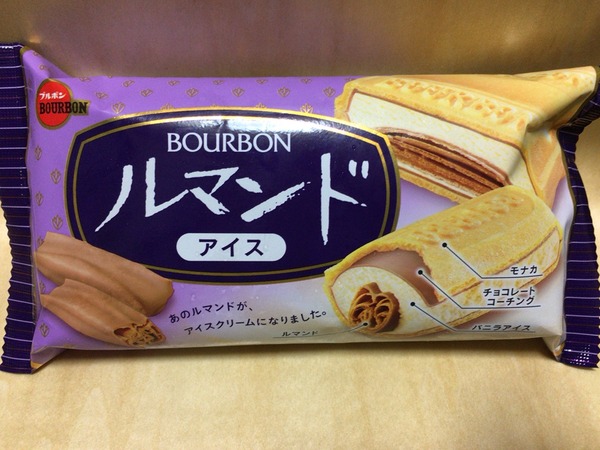 ブルボン
BOURBON
BOURBON
ルマンド
アイス
あのルマンドが、
アイスクリームになりました。
モナカ
チョコレート
コーチング
バニラアイス
ルマンド